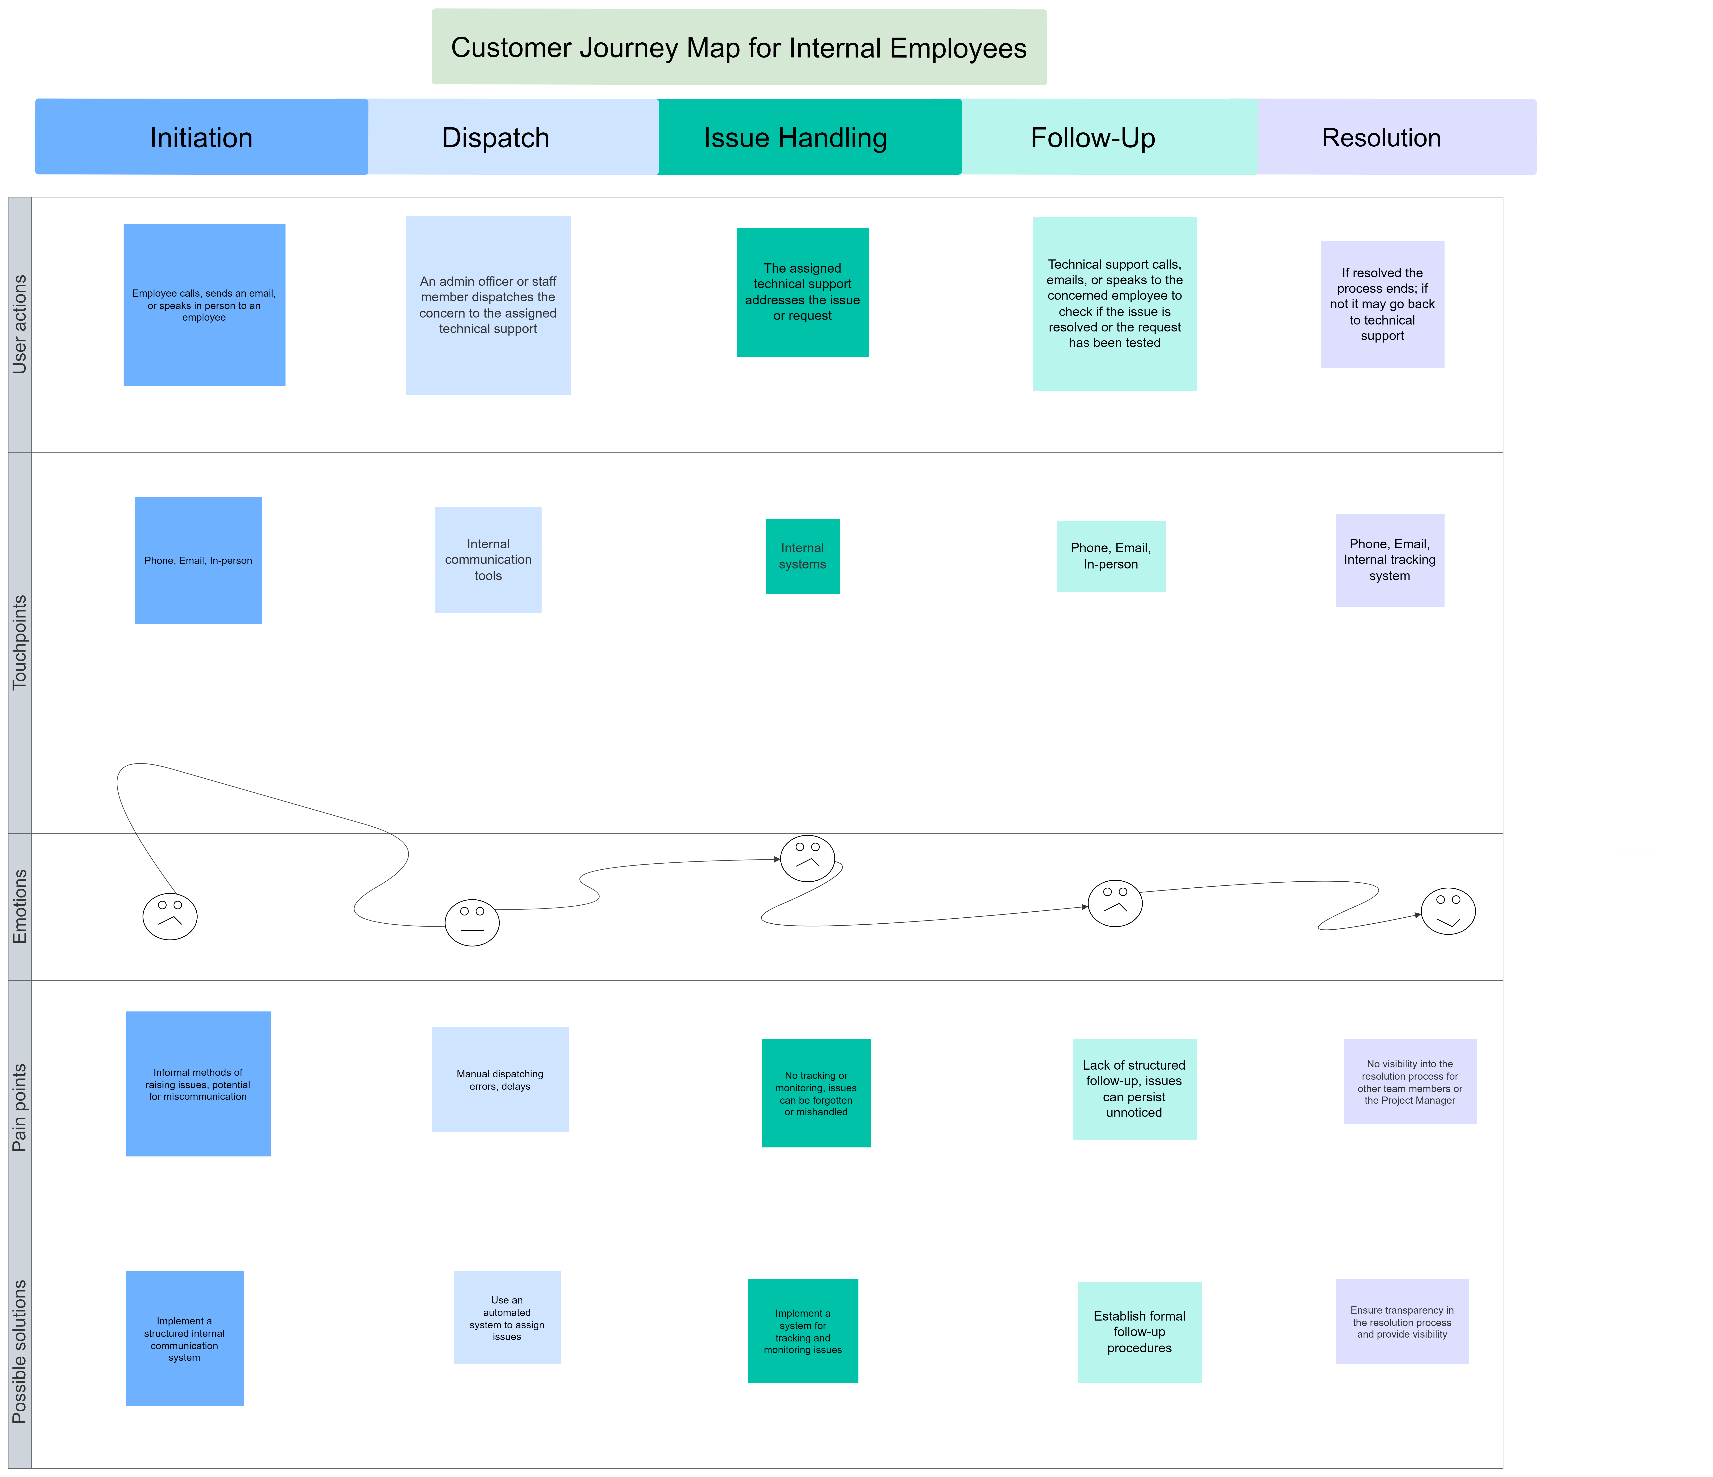 Customer Journey Map for Internal Employees
Initiation
Dispatch
Issue Handling
Follow-Up
Resolution
User actions
Employee calls, sends an email,
or speaks in person to an
employee
An admin officer or staff
member dispatches the
concern to the assigned
technical support
The assigned
technical support
addresses the issue
or request
Technical support calls,
emails, or speaks to the
concerned employee to
check if the issue is
resolved or the request
has been tested
If resolved the
process ends; if
not it may go back
to technical
support
Touchpoints
Phone, Email, In-person
Internal
communication
tools
Internal
systems
Phone, Email,
In-person
Phone, Email,
Internal tracking
system
Emotions
Pain points
Informal methods of
raising issues, potential
for miscommunication
Manual dispatching
errors, delays
No tracking or
monitoring, issues
can be forgotten
or mishandled
Lack of structured
follow-up, issues
can persist
unnoticed
No visibility into the
resolution process for
other team members or
the Project Manager
Possible solutions
Implement a
structured internal
communication
system
Use an
automated
system to assign
issues
Implement a
system for
tracking and
monitoring issues
Establish formal
follow-up
procedures
Ensure transparency in
the resolution process
and provide visibility